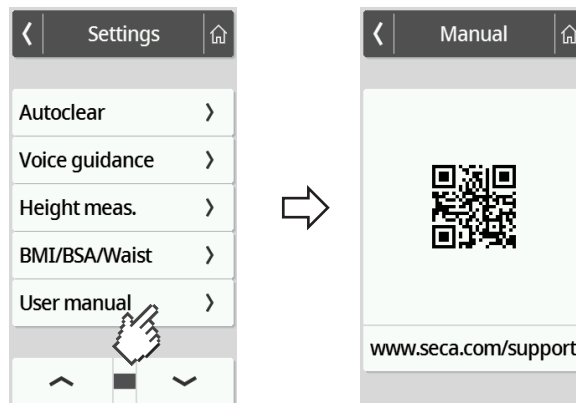 Settings
Autoclear
Voice guidance
Height meas.
BMI/BSA/Waist
User manual
Manual
www.seca.com/support